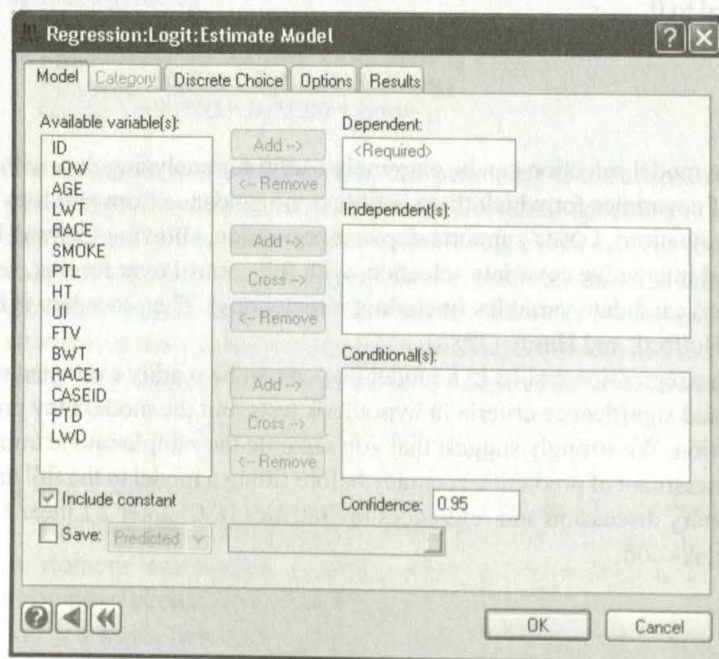 Regression:Logit:Estimate Model
Model Category Discrete Choice Options Results
Available variable(s):
ID
LOW
AGE
LWT
RACE
SMOKE
PTL
HT
UI
FTV
BWT
RACE1
CASEID
PTD
LWD
Add -->
<-- Remove
Dependent:
<Required>
Independent(s):
Add -->
Cross -->
<-- Remove
Conditional(s):
Add -->
Cross -->
<-- Remove
Include constant
Confidence: 0.95
Save: Predicted
OK Cancel